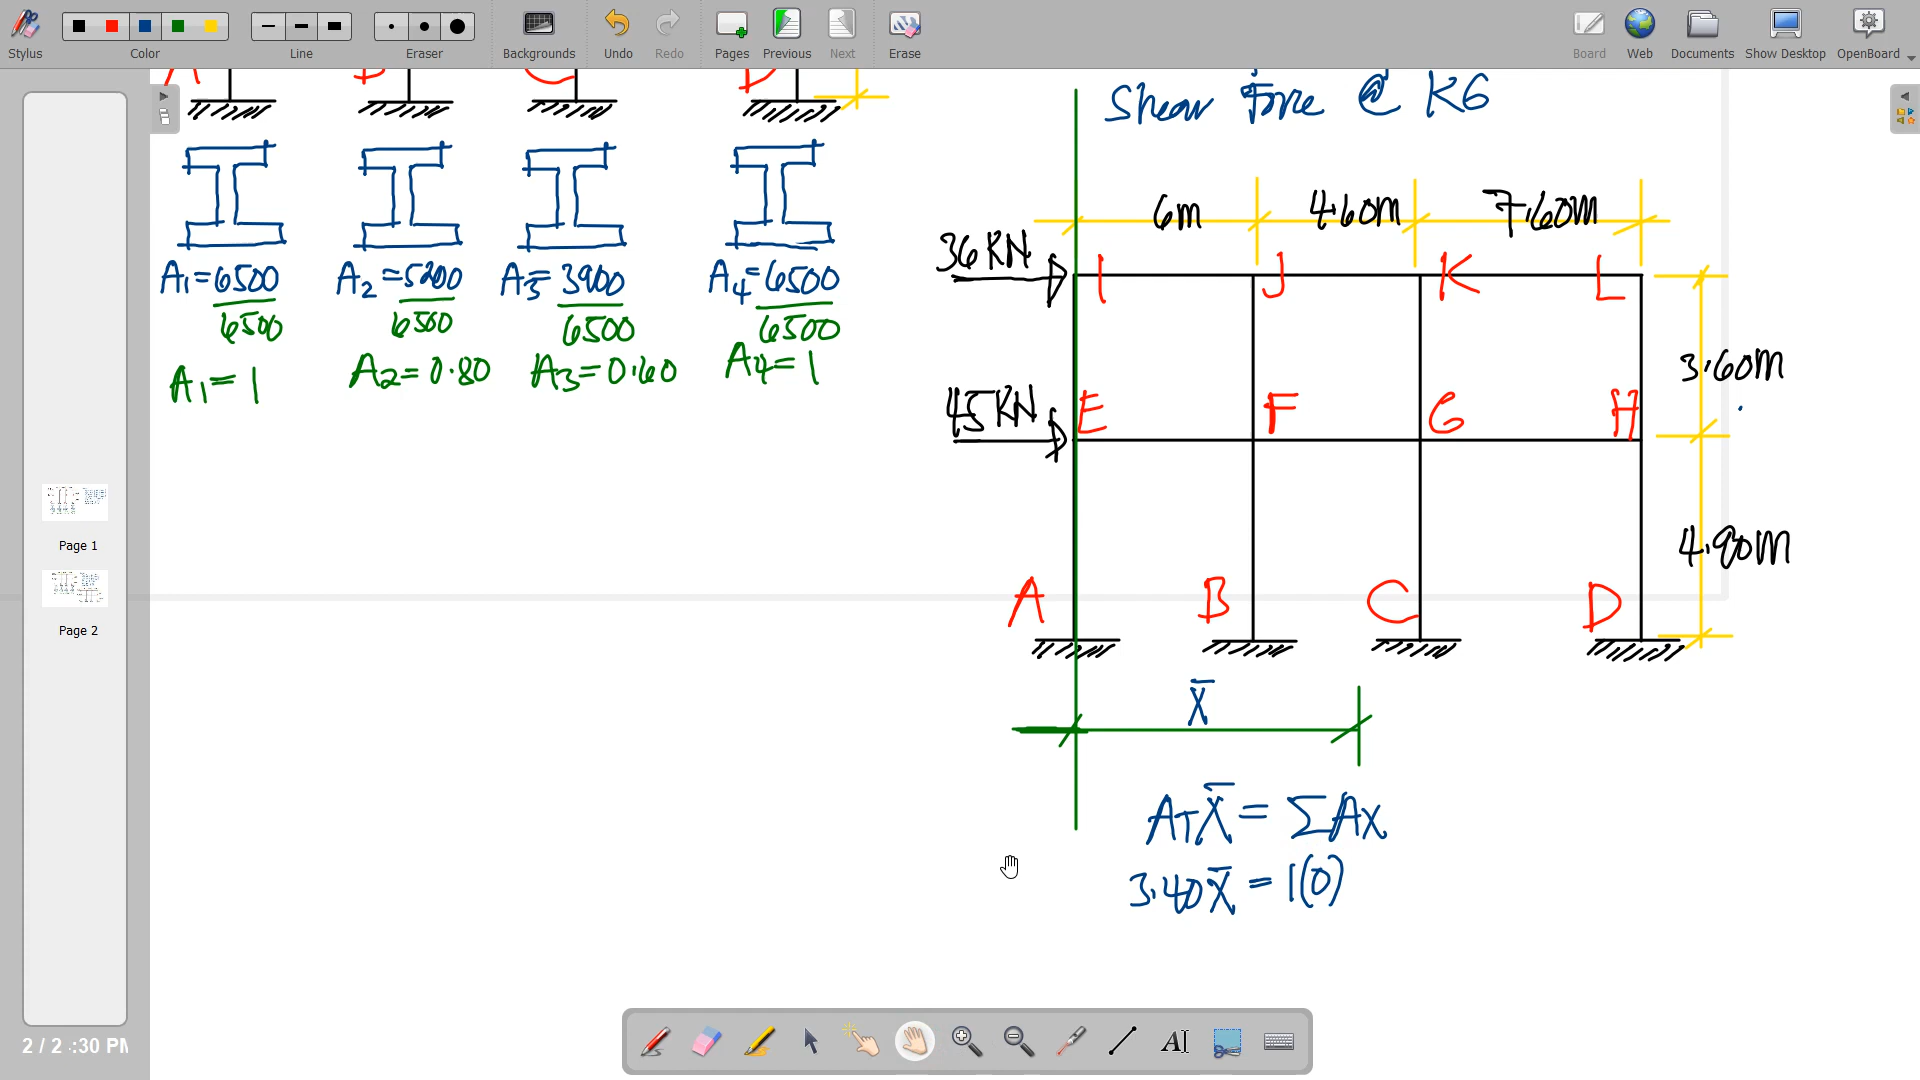 Stylus
Color
Line
Eraser
Backgrounds
Undo
Redo
Pages
Previous
Next
Erase
Board
Web
Documents
Show Desktop
OpenBoard
Shear Force @ KG
A1=6500
6500
A1=1
A2=5200
6500
A2=0.80
A3=3900
6500
A3=0.60
A4=6500
6500
A4=1
6m
4.60m
7.60m
36KN
I
J
K
L
3.60m
45KN
E
F
G
H
4.90m
A
B
C
D
X̄
ATX̄=ΣAx
3.40X̄=1(0)
Page 1
Page 2
2 / 2
:30 PM